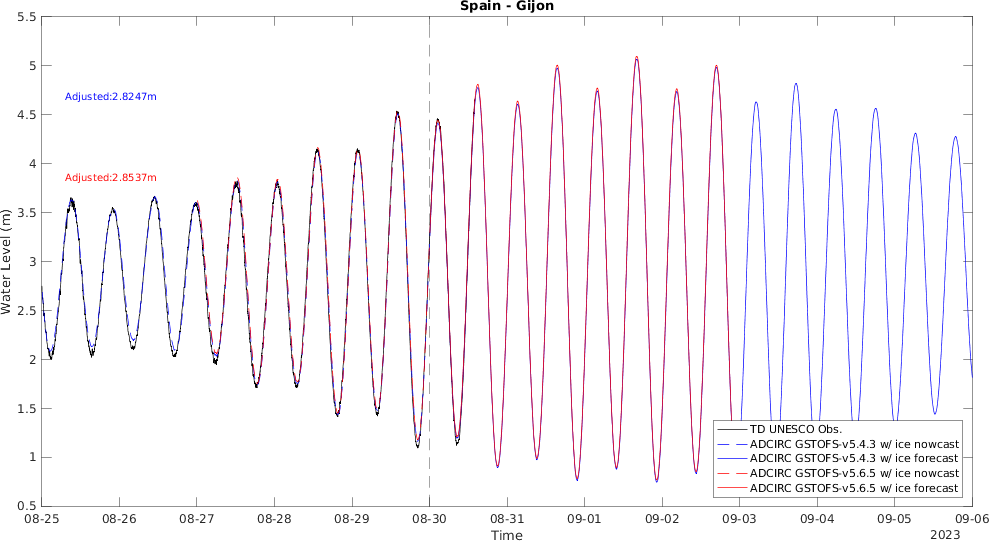 Spain - Gijon
5.5
5
4.5
4
3.5
3
2.5
2
1.5
1
0.5
Water Level (m)
Adjusted:2.8247m
Adjusted:2.8537m
TD UNESCO Obs.
ADCIRC GSTOFS-v5.4.3 w/ ice nowcast
ADCIRC GSTOFS-v5.4.3 w/ ice forecast
ADCIRC GSTOFS-v5.6.5 w/ ice nowcast
ADCIRC GSTOFS-v5.6.5 w/ ice forecast
08-25 08-26 08-27 08-28 08-29 08-30 08-31 09-01 09-02 09-03 09-04 09-05 09-06
Time
2023